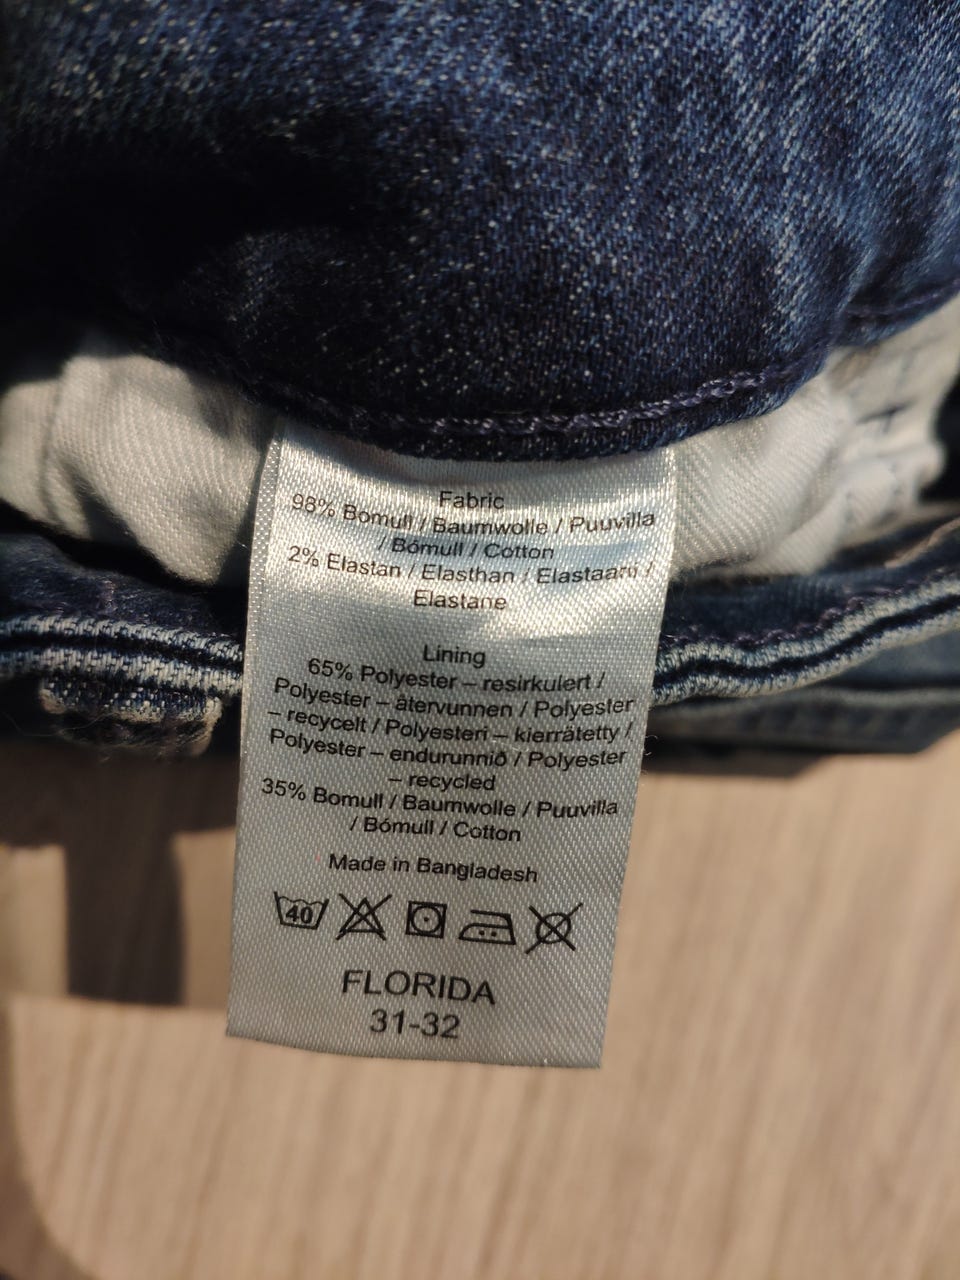 Fabric
98% Bomull / Baumwolle / Puuvilla
/ Bómull / Cotton
2% Elastan / Elasthan / Elastaani /
Elastane
Lining
65% Polyester – resirkulert /
Polyester – återvunnen / Polyester
– recycelt / Polyesteri – kierrätetty /
Polyester – endurunnið / Polyester
– recycled
35% Bomull / Baumwolle / Puuvilla
/ Bómull / Cotton
Made in Bangladesh
40
FLORIDA
31-32